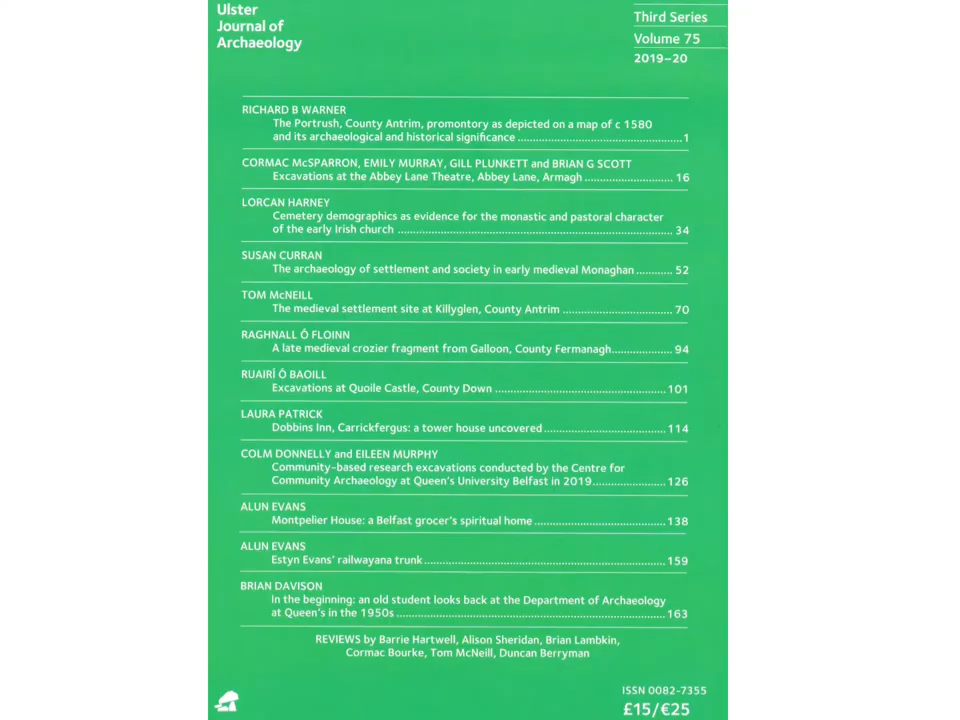 Ulster
Journal of
Archaeology
Third Series
Volume 75
2019–20
RICHARD B WARNER
The Portrush, County Antrim, promontory as depicted on a map of c 1580
and its archaeological and historical significance ........................................................ 1
CORMAC McSPARRON, EMILY MURRAY, GILL PLUNKETT and BRIAN G SCOTT
Excavations at the Abbey Lane Theatre, Abbey Lane, Armagh ............................. 16
LORCAN HARNEY
Cemetery demographics as evidence for the monastic and pastoral character
of the early Irish church ........................................................................................... 34
SUSAN CURRAN
The archaeology of settlement and society in early medieval Monaghan ............ 52
TOM McNEILL
The medieval settlement site at Killyglen, County Antrim .................................... 70
RAGHNALL Ó FLOINN
A late medieval crozier fragment from Galloon, County Fermanagh.................... 94
RUAIRÍ Ó BAOILL
Excavations at Quoile Castle, County Down ......................................................... 101
LAURA PATRICK
Dobbins Inn, Carrickfergus: a tower house uncovered ........................................ 114
COLM DONNELLY and EILEEN MURPHY
Community-based research excavations conducted by the Centre for
Community Archaeology at Queen's University Belfast in 2019........................ 126
ALUN EVANS
Montpelier House: a Belfast grocer's spiritual home ........................................... 138
ALUN EVANS
Estyn Evans' railwayana trunk ................................................................................ 159
BRIAN DAVISON
In the beginning: an old student looks back at the Department of Archaeology
at Queen's in the 1950s ......................................................................................... 163
REVIEWS by Barrie Hartwell, Alison Sheridan, Brian Lambkin,
Cormac Bourke, Tom McNeill, Duncan Berryman
ISSN 0082-7355
£15/€25